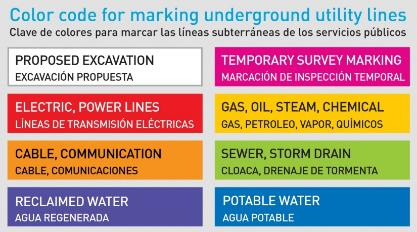 Color code for marking underground utility lines
Clave de colores para marcar las líneas subterráneas de los servicios públicos
PROPOSED EXCAVATION
EXCAVACIÓN PROPUESTA
TEMPORARY SURVEY MARKING
MARCACIÓN DE INSPECCIÓN TEMPORAL
ELECTRIC, POWER LINES
LÍNEAS DE TRANSMISIÓN ELÉCTRICAS
GAS, OIL, STEAM, CHEMICAL
GAS, PETROLEO, VAPOR, QUÍMICOS
CABLE, COMMUNICATION
CABLE, COMUNICACIONES
SEWER, STORM DRAIN
CLOACA, DRENAJE DE TORMENTA
RECLAIMED WATER
AGUA REGENERADA
POTABLE WATER
AGUA POTABLE